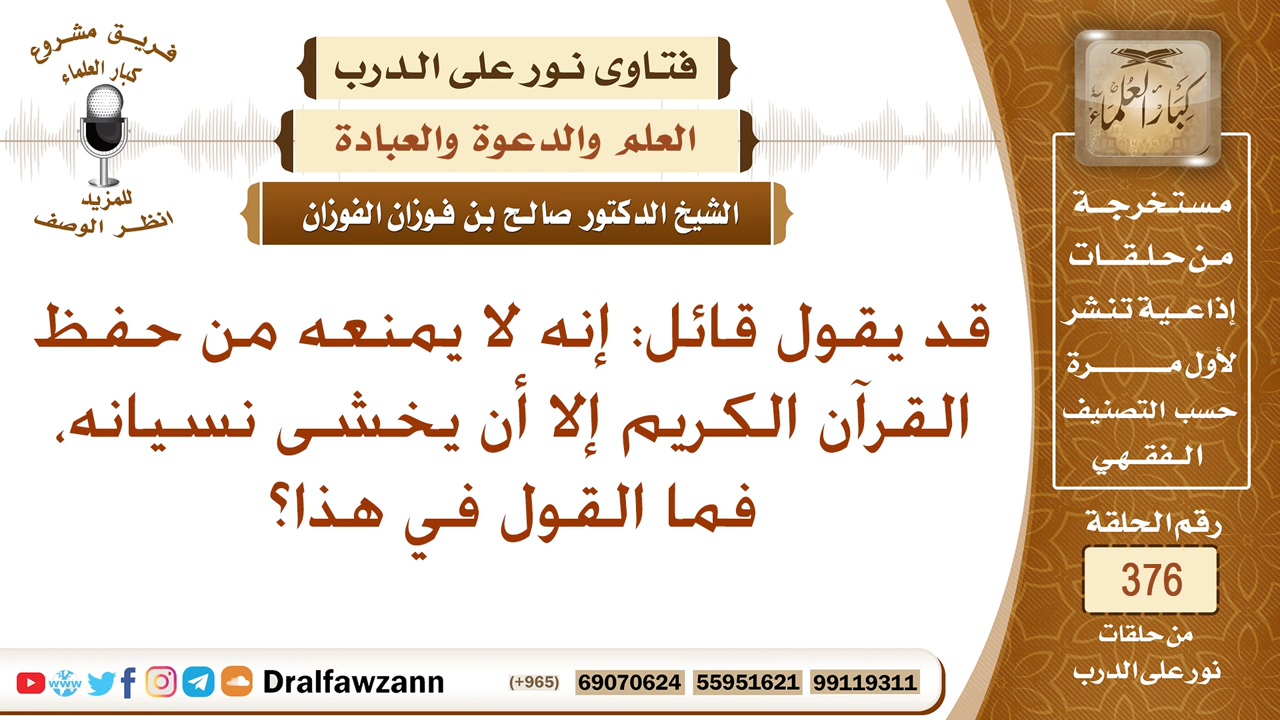 فريق مشروع
كبار العلماء
للمزيد
انظر الوصف
فتاوى نور على الدرب
العلم والدعوة والعبادة
الشيخ الدكتور صالح بن فوزان الفوزان
قد يقول قائل: إنه لا يمنعه من حفظ
القرآن الكريم إلا أن يخشى نسيانه،
فما القول في هذا؟
كبار العلماء
مستخرجة
من حلقات
إذاعية تنشر
لأول مرة
حسب التصنيف
الفقهي
رقم الحلقة
376
من حلقات
نور على الدرب
www Dralfawzann (+965) 69070624 55951621 99119311